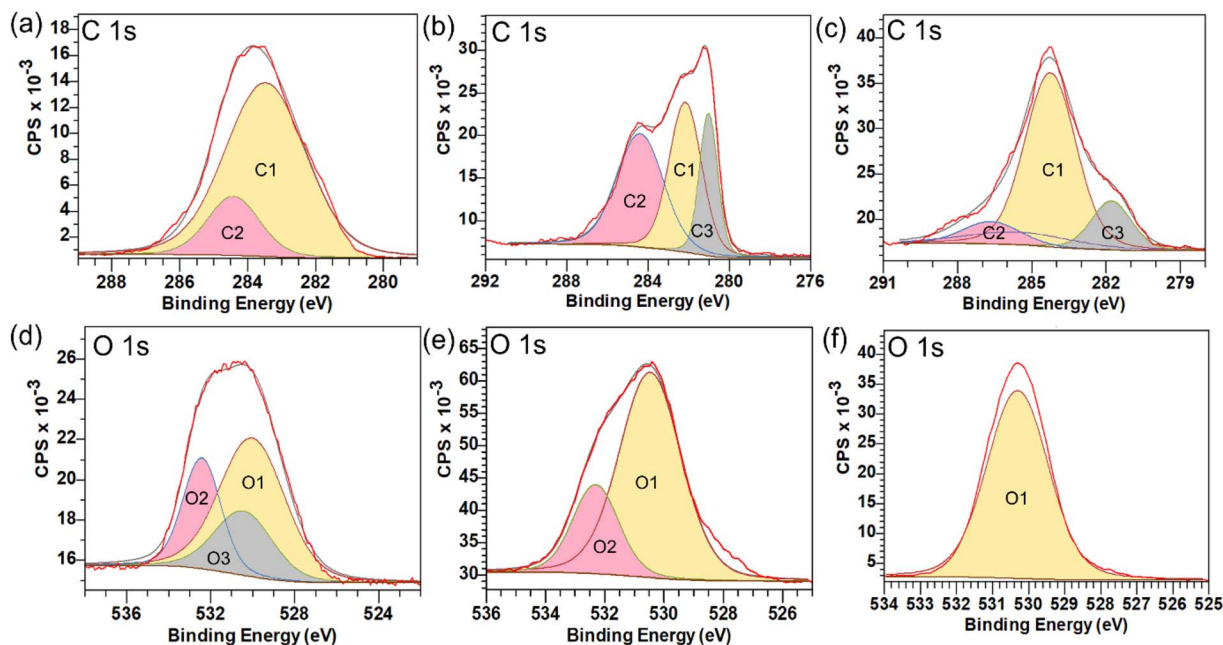 (a) C 1s
CPS x 10⁻³
18
16
14
12
10
8
6
4
2
C1
C2
288 286 284 282 280
Binding Energy (eV)
(b) C 1s
CPS x 10⁻³
30
25
20
15
10
C2
C1
C3
292 288 284 280 276
Binding Energy (eV)
(c) C 1s
CPS x 10⁻³
40
35
30
25
20
C1
C2
C3
291 288 285 282 279
Binding Energy (eV)
(d) O 1s
CPS x 10⁻³
26
24
22
20
18
16
O2
O1
O3
536 532 528 524
Binding Energy (eV)
(e) O 1s
CPS x 10⁻³
65
60
55
50
45
40
35
30
O1
O2
536 534 532 530 528 526
Binding Energy (eV)
(f) O 1s
CPS x 10⁻³
40
35
30
25
20
15
10
5
O1
534 533 532 531 530 529 528 527 526 525
Binding Energy (eV)